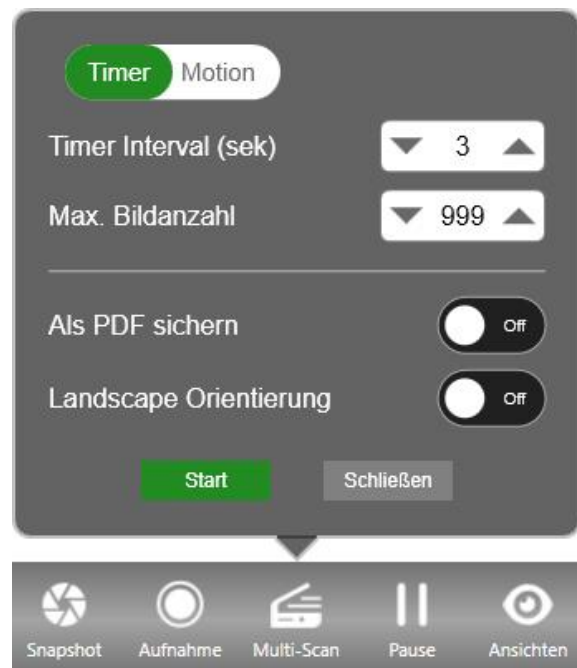 Timer Motion
Timer Interval (sek) 3
Max. Bildanzahl 999
Als PDF sichern Off
Landscape Orientierung Off
Start Schließen
Snapshot Aufnahme Multi-Scan Pause Ansichten